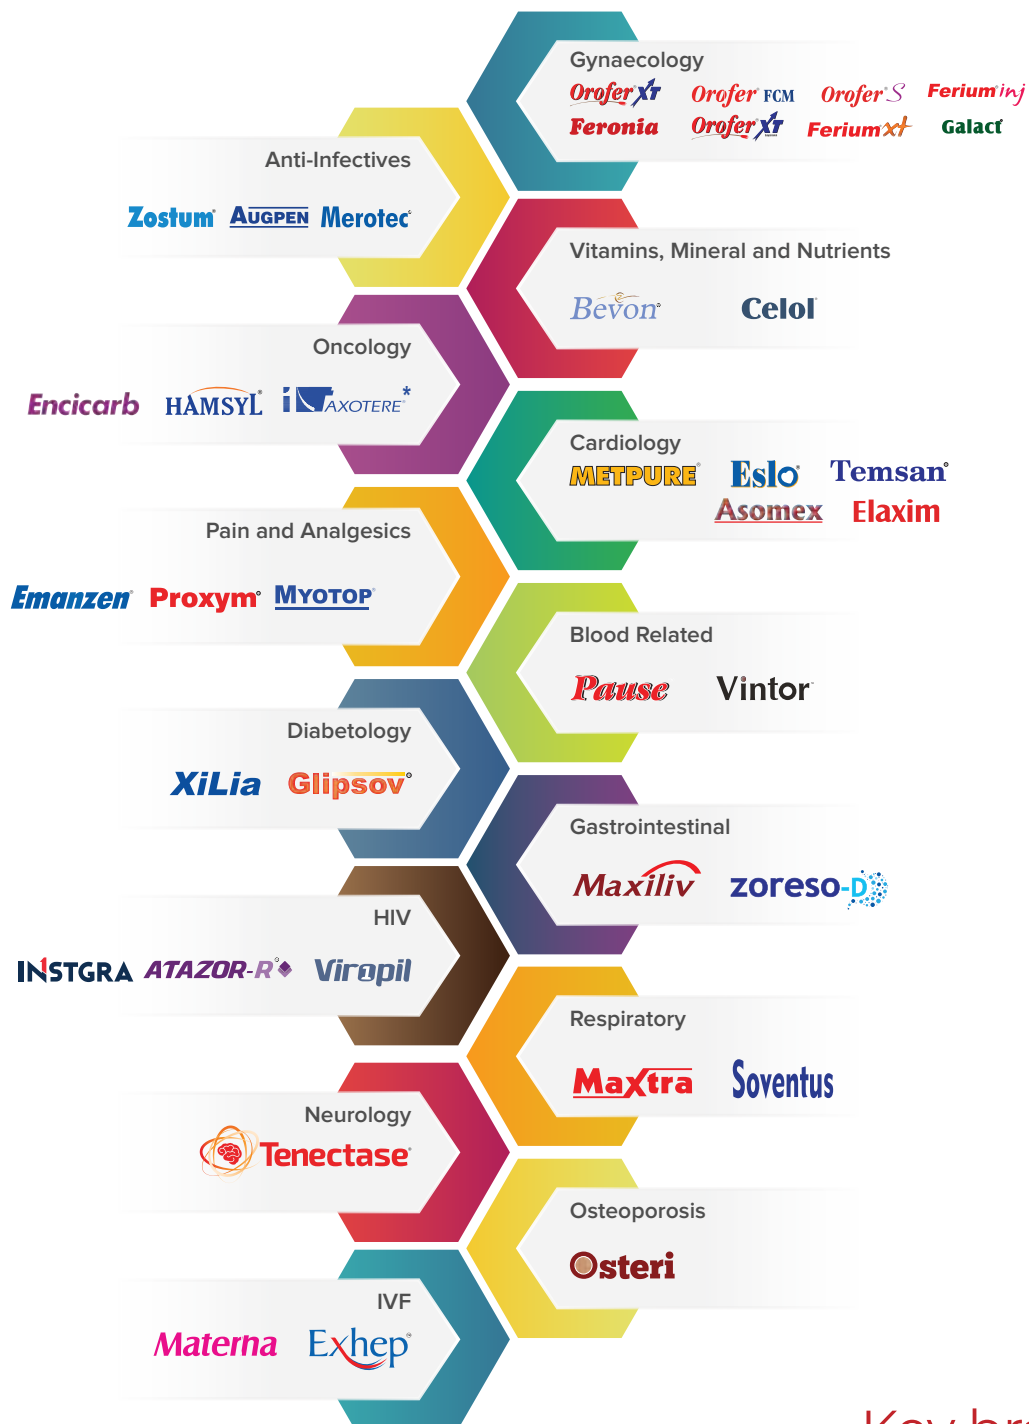 Gynaecology
Orofer XT Orofer FCM Orofer S Ferium inj
Feronia Orofer XT Ferium xt Galact
Anti-Infectives
Zostum AUGPEN Merotec
Vitamins, Mineral and Nutrients
Bevon Celol
Oncology
Encicarb HAMSYL iTAXOTERE*
Cardiology
METPURE Eslo Temsan
Asomex Elaxim
Pain and Analgesics
Emanzen Proxym MYOTOP
Blood Related
Pause Vintor
Diabetology
XiLia Glipsov
Gastrointestinal
Maxiliv zoreso-D
HIV
INSTGRA ATAZOR-R Viropil
Respiratory
Maxtra Soventus
Neurology
Tenectase
Osteoporosis
Osteri
IVF
Materna Exhep
Key